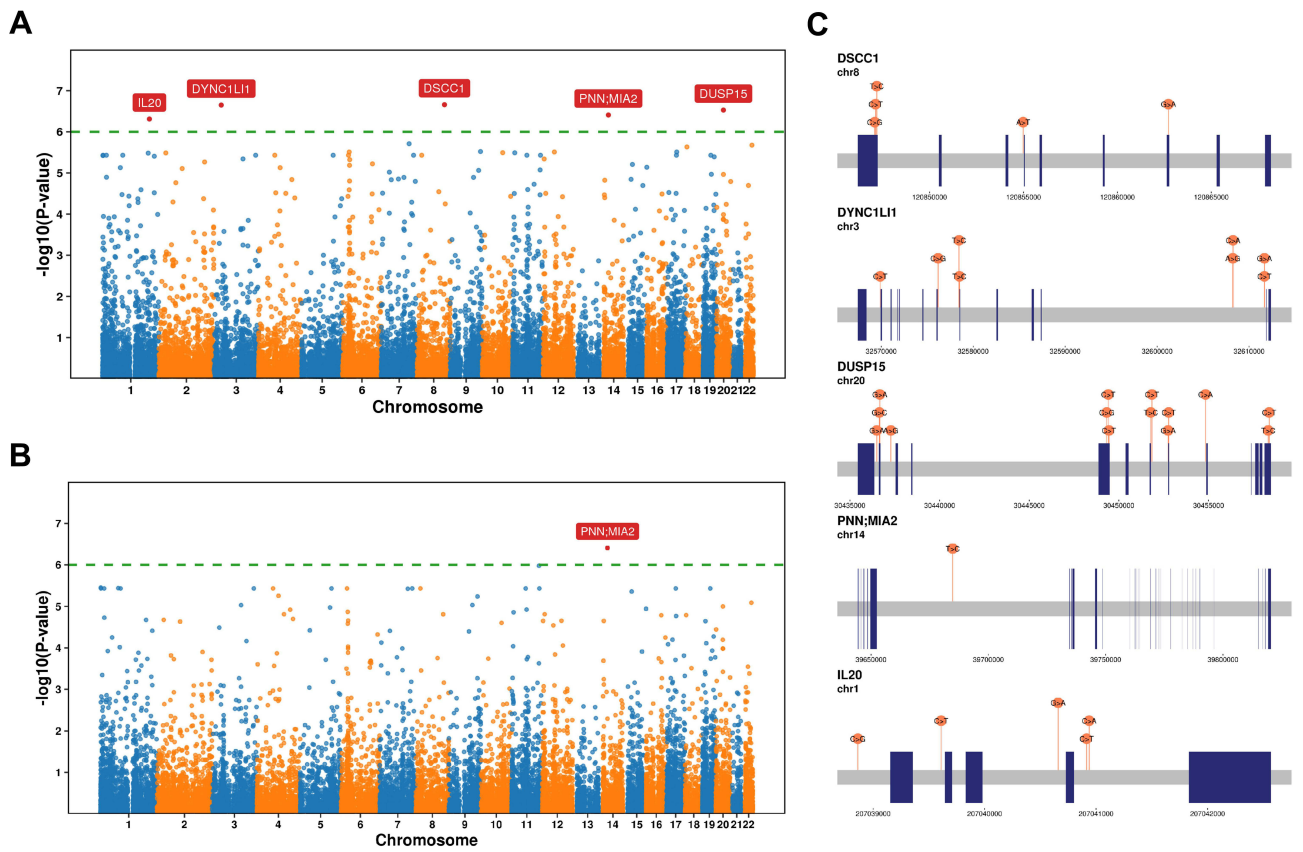 A
-log10(P-value)
7
6
5
4
3
2
1
IL20
DYNC1LI1
DSCC1
PNN;MIA2
DUSP15
1 2 3 4 5 6 7 8 9 10 11 12 13 14 15 16 17 18 19 20 21 22
Chromosome
B
-log10(P-value)
7
6
5
4
3
2
1
PNN;MIA2
1 2 3 4 5 6 7 8 9 10 11 12 13 14 15 16 17 18 19 20 21 22
Chromosome
C
DSCC1
chr8
T>C
C>T G>A
C>G A>T
120850000 120855000 120860000 120865000
DYNC1LI1
chr3
T>C C>A
C>G A>G G>A
C>T T>C C>T
32570000 32580000 32590000 32600000 32610000
DUSP15
chr20
G>A C>T C>T C>A
G>C C>G T>C C>T C>T
G>A A>G C>T G>A T>C
30435000 30440000 30445000 30450000 30455000
PNN;MIA2
chr14
T>C
39650000 39700000 39750000 39800000
IL20
chr1
G>A
C>T C>A
C>G C>T
207039000 207040000 207041000 207042000